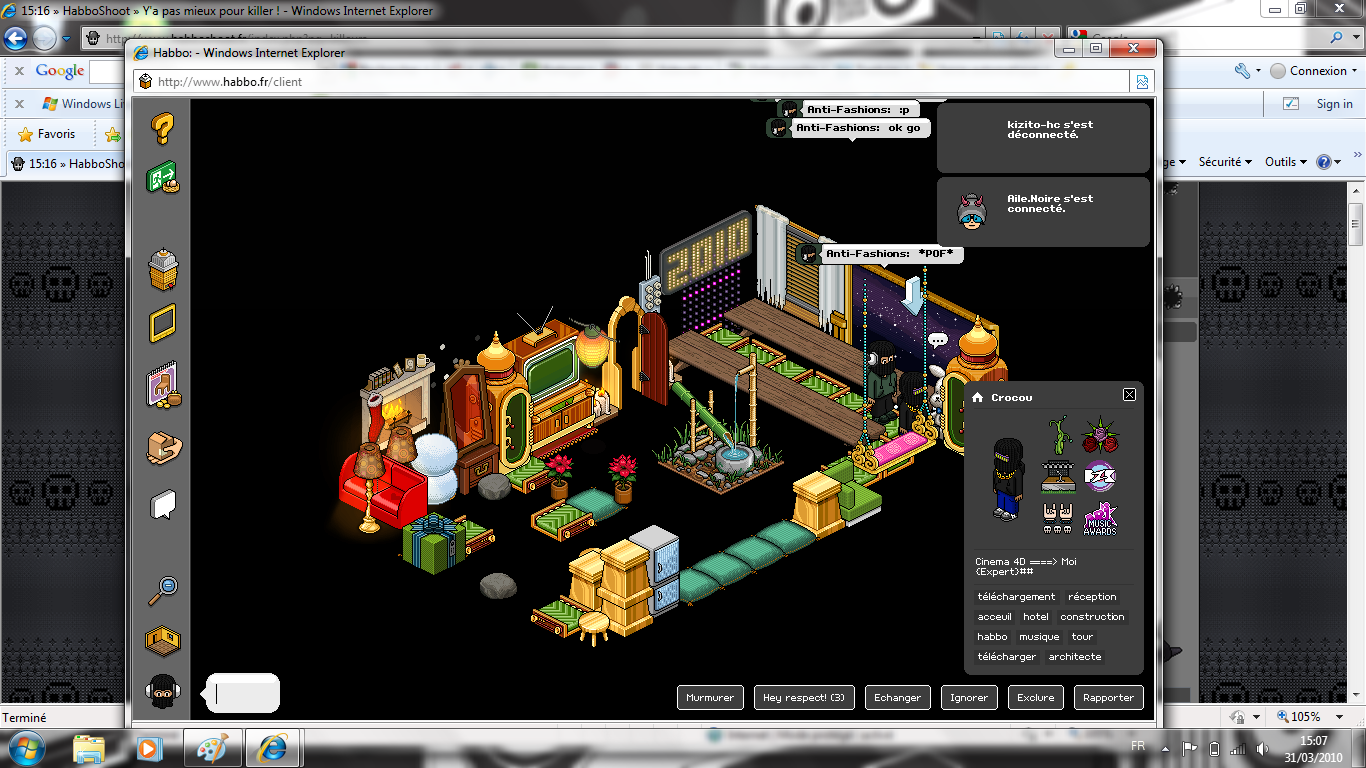 15:16 » HabboShoot » Y'a pas mieux pour killer ! - Windows Internet Explorer
Habbo: - Windows Internet Explorer
http://www.habbo.fr/client
Google
Connexion
Windows Li
Sign in
Favoris
15:16 » HabboSho
ge
Sécurité
Outils
Anti-Fashions: :p
Anti-Fashions: ok go
kizito-hc s'est
déconnecté.
Aile.Noire s'est
connecté.
2010
Anti-Fashions: *POF*
Crocou
MUSIC
AWARDS
Cinema 4D ====> Moi
(Expert)##
téléchargement réception
acceuil hotel construction
habbo musique tour
télécharger architecte
Murmurer Hey respect! (3) Echanger Ignorer Exclure Rapporter
Terminé
105%
FR
15:07
31/03/2010